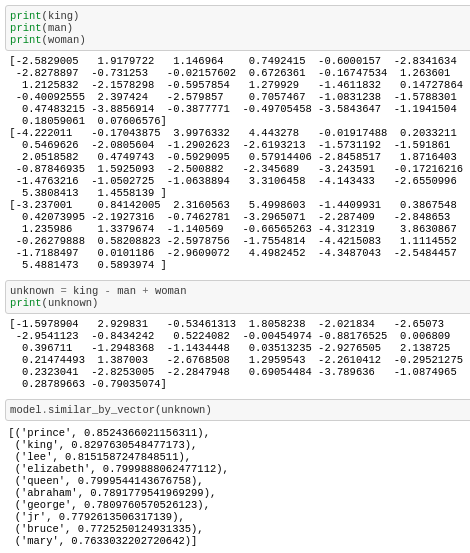 print(king)
print(man)
print(woman)
[-2.5829005   1.9179722   1.146964    0.7492415  -0.6000157  -2.8341634
 -2.8278897  -0.731253   -0.02157602  0.6726361  -0.16747534  1.263601
  1.2125832  -2.1578298  -0.5957854   1.279929   -1.4611832   0.14727864
 -0.40092555  2.397424   -2.579857    0.7057467  -1.0831238  -1.5788301
  0.47483215 -3.8856914  -0.3877771  -0.49705458 -3.5843647  -1.1941504
  0.18059061  0.07606576]
[-4.222011   -0.17043875  3.9976332   4.443278   -0.01917488  0.2033211
  0.5469626  -2.0805604  -1.2902623  -2.6193213  -1.5731192  -1.591861
  2.0518582   0.4749743  -0.5929095   0.57914406 -2.8458517   1.8716403
 -0.87846935  1.5925093  -2.500882   -2.345689   -3.243591   -0.17216216
 -1.4763216  -1.0502725  -1.0638894   3.3106458  -4.143433   -2.6550996
  5.3808413   1.4558139 ]
[-3.237001    0.84142005  2.3160563   5.4998603  -1.4409931   0.3867548
  0.42073995 -2.1927316  -0.7462781  -3.2965071  -2.287409   -2.848653
  1.235986    1.3379674  -1.140569   -0.66565263 -4.312319    3.8630867
 -0.26279888  0.58208823 -2.5978756  -1.7554814  -4.4215083   1.1114552
 -1.7188497   0.0101186  -2.9609072   4.4982452  -4.3487043  -2.5484457
  5.4881473   0.5893974 ]
unknown = king - man + woman
print(unknown)
[-1.5978904   2.929831   -0.53461313  1.8058238  -2.021834   -2.65073
 -2.9541123  -0.8434242   0.5224082  -0.00454974 -0.88176525  0.006809
  0.396711   -1.2948368  -1.1434448   0.03513235 -2.9276505   2.138725
  0.21474493  1.387003   -2.6768508   1.2959543  -2.2610412  -0.29521275
  0.2323041  -2.8253005  -2.2847948   0.69054484 -3.789636   -1.0874965
  0.28789663 -0.79035074]
model.similar_by_vector(unknown)
[('prince', 0.8524366021156311),
 ('king', 0.8297630548477173),
 ('lee', 0.8151587247848511),
 ('elizabeth', 0.7999888062477112),
 ('queen', 0.7999544143676758),
 ('abraham', 0.7891779541969299),
 ('george', 0.7809760570526123),
 ('jr', 0.7792613506317139),
 ('bruce', 0.7725250124931335),
 ('mary', 0.7633032202720642)]